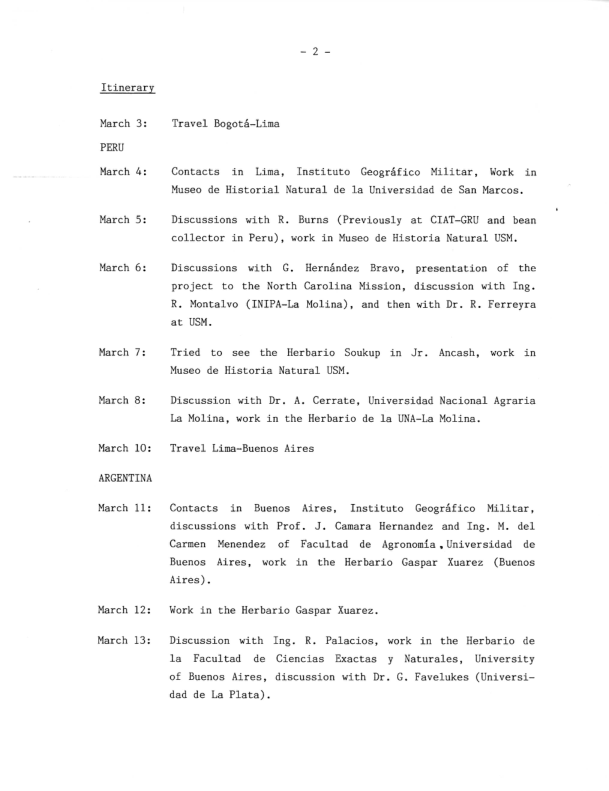 - 2 -
Itinerary
March 3: Travel Bogotá-Lima
PERU
March 4: Contacts in Lima, Instituto Geográfico Militar, Work in
Museo de Historial Natural de la Universidad de San Marcos.
March 5: Discussions with R. Burns (Previously at CIAT-GRU and bean
collector in Peru), work in Museo de Historia Natural USM.
March 6: Discussions with G. Hernández Bravo, presentation of the
project to the North Carolina Mission, discussion with Ing.
R. Montalvo (INIPA-La Molina), and then with Dr. R. Ferreyra
at USM.
March 7: Tried to see the Herbario Soukup in Jr. Ancash, work in
Museo de Historia Natural USM.
March 8: Discussion with Dr. A. Cerrate, Universidad Nacional Agraria
La Molina, work in the Herbario de la UNA-La Molina.
March 10: Travel Lima-Buenos Aires
ARGENTINA
March 11: Contacts in Buenos Aires, Instituto Geográfico Militar,
discussions with Prof. J. Camara Hernandez and Ing. M. del
Carmen Menendez of Facultad de Agronomía, Universidad de
Buenos Aires, work in the Herbario Gaspar Xuarez (Buenos
Aires).
March 12: Work in the Herbario Gaspar Xuarez.
March 13: Discussion with Ing. R. Palacios, work in the Herbario de
la Facultad de Ciencias Exactas y Naturales, University
of Buenos Aires, discussion with Dr. G. Favelukes (Universi-
dad de La Plata).